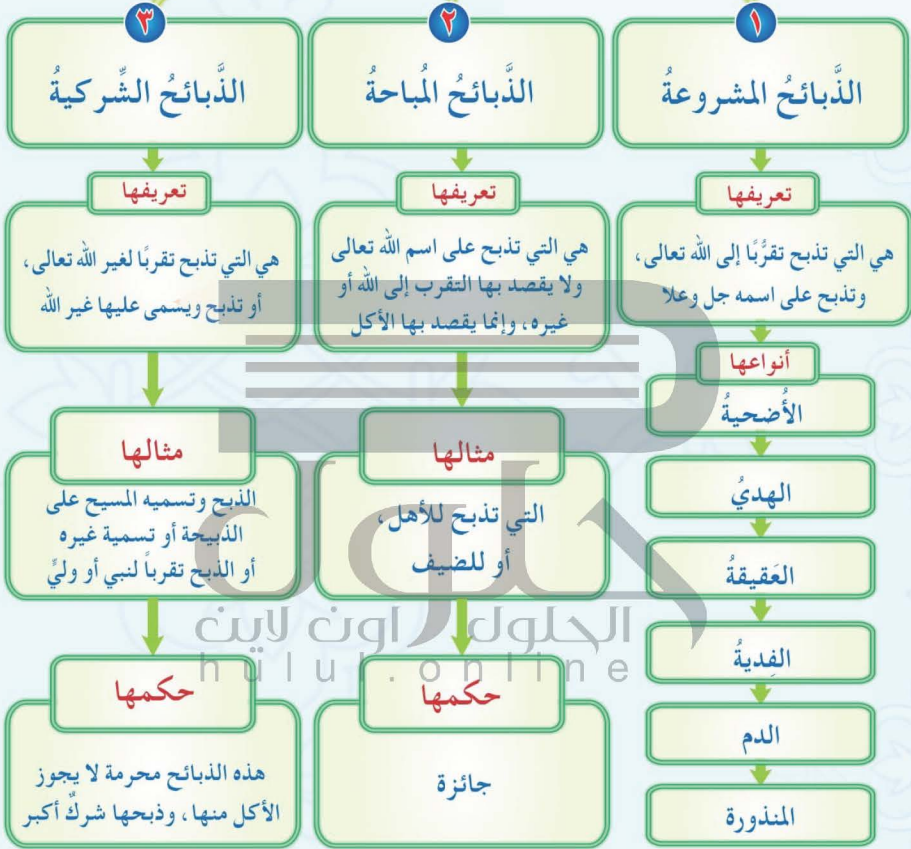 ١
الذَّبائحُ المشروعةُ
تعريفها
هي التي تذبح تقرُّبًا إلى الله تعالى،
وتذبح على اسمه جل وعلا
أنواعها
الأُضحيةُ
الهديُ
العَقيقةُ
الفِديةُ
الدم
المنذورة
٢
الذَّبائحُ المُباحةُ
تعريفها
هي التي تذبح على اسم الله تعالى
ولا يقصد بها التقرب إلى الله أو
غيره، وإنما يقصد بها الأكل
مثالها
التي تذبح للأهل،
أو للضيف
حكمها
جائزة
٣
الذَّبائحُ الشِّركيةُ
تعريفها
هي التي تذبح تقربًا لغير الله تعالى،
أو تذبح ويسمى عليها غير الله
مثالها
الذبح وتسميه المسيح على
الذبيحة أو تسمية غيره
أو الذبح تقرباً لنبي أو وليٍّ
حكمها
هذه الذبائح محرمة لا يجوز
الأكل منها، وذبحها شركٌ أكبر
حلول
الحلول اون لاين
hulul.online